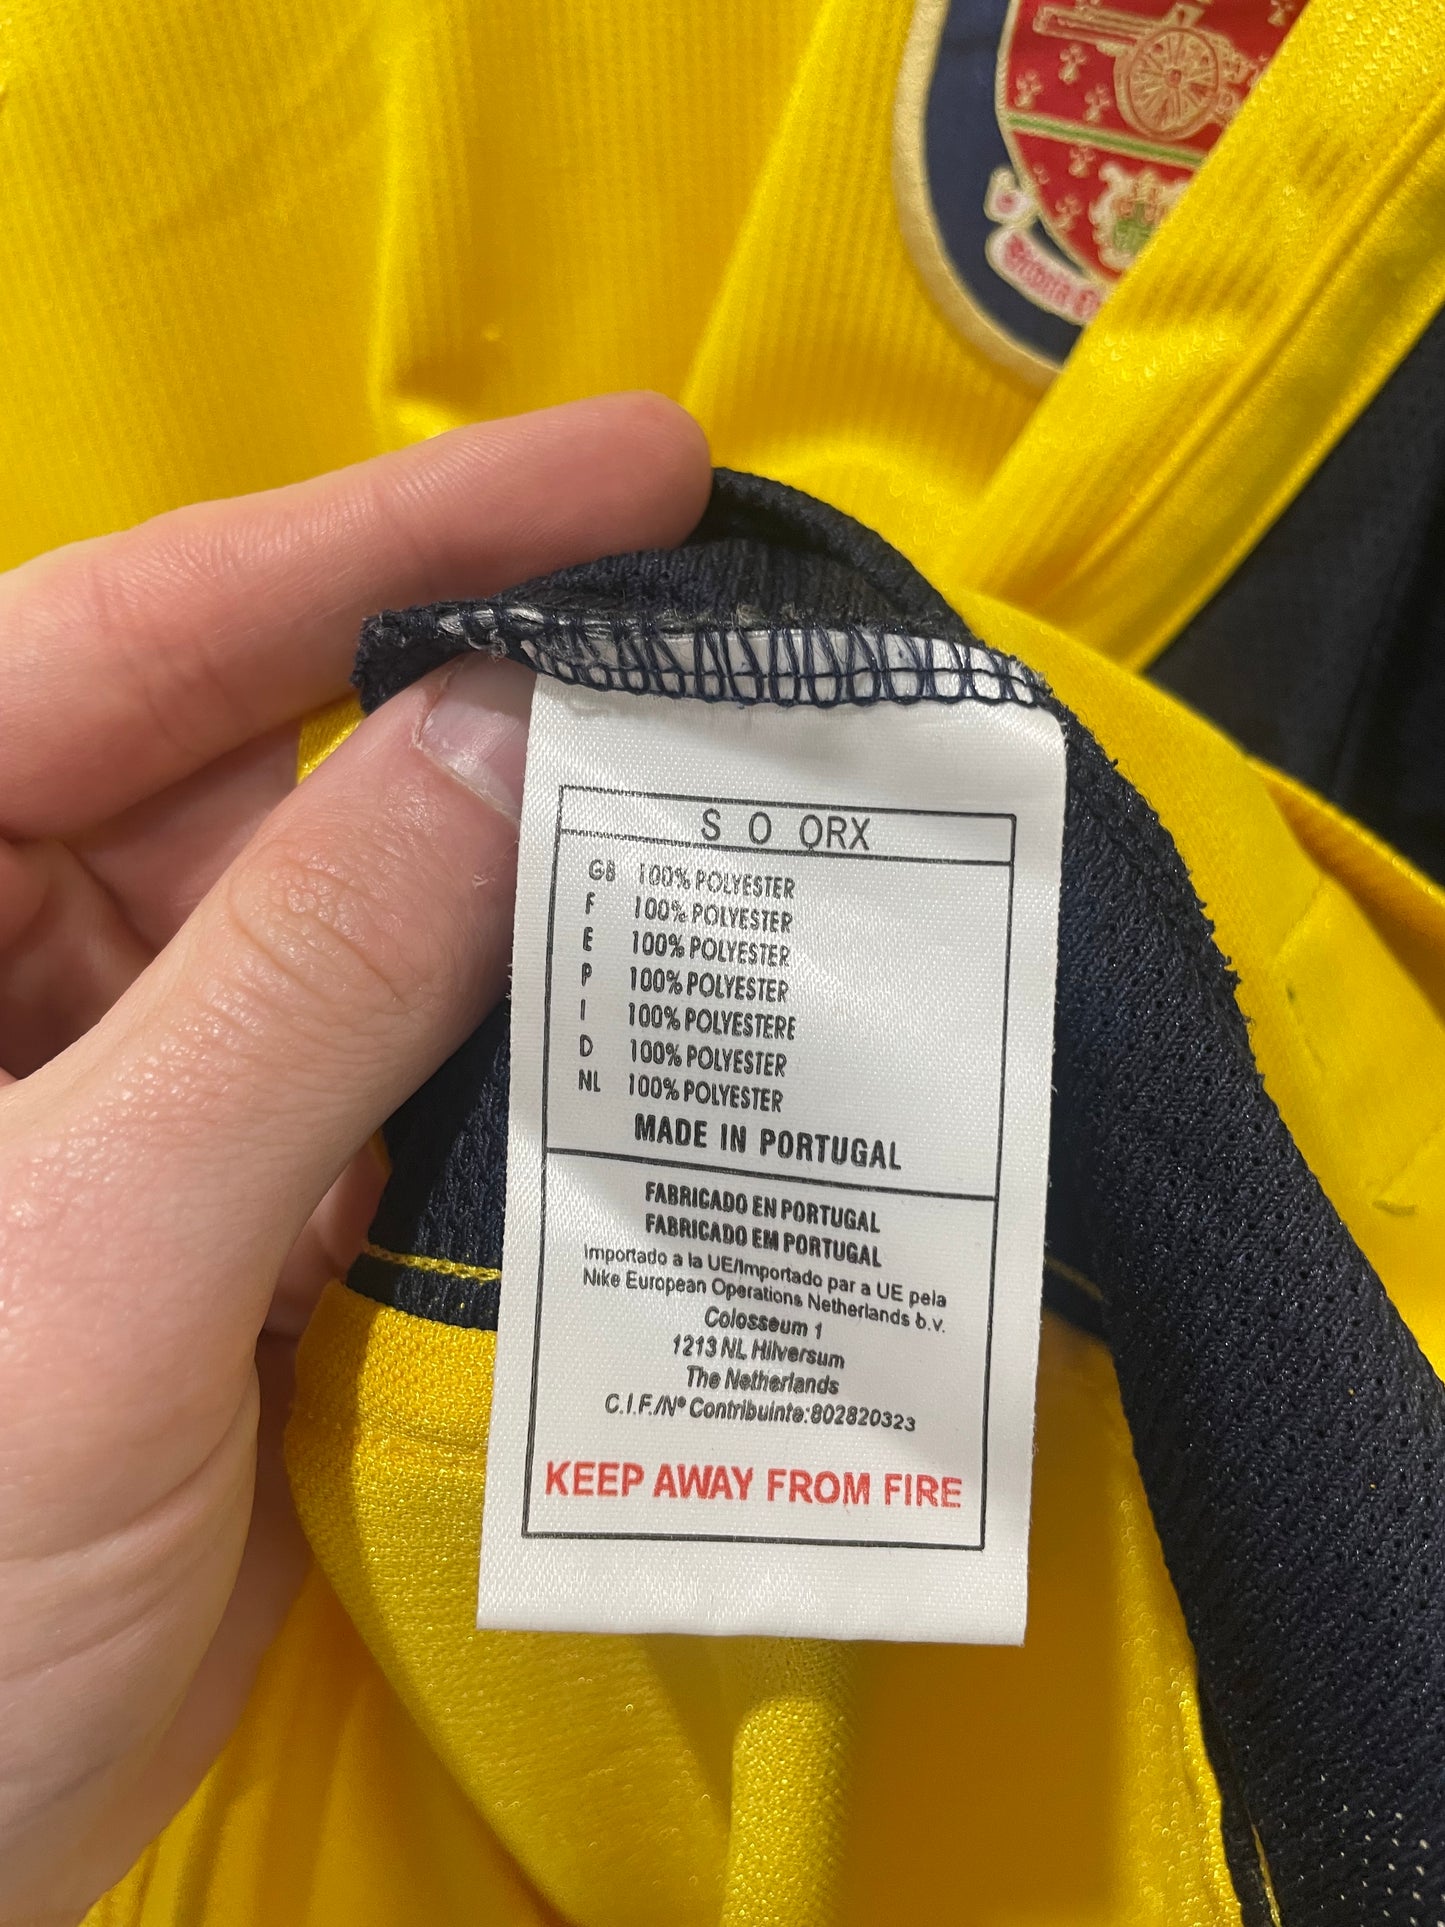 S O QRX
GB 100% POLYESTER
F 100% POLYESTER
E 100% POLYESTER
P 100% POLYESTER
I 100% POLYESTERE
D 100% POLYESTER
NL 100% POLYESTER
MADE IN PORTUGAL
FABRICADO EN PORTUGAL
FABRICADO EM PORTUGAL
Importado a la UE/Importado par a UE pela
Nike European Operations Netherlands b.v.
Colosseum 1
1213 NL Hilversum
The Netherlands
C.I.F./Nº Contribuinte:802820323
KEEP AWAY FROM FIRE